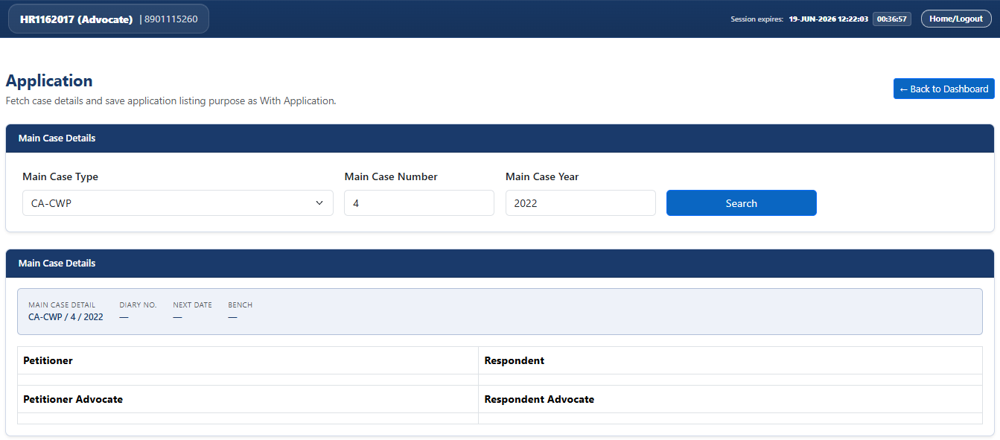 HR1162017 (Advocate) | 8901115260
Session expires: 19-JUN-2026 12:22:03 00:36:57 Home/Logout
Application
Fetch case details and save application listing purpose as With Application.
← Back to Dashboard
Main Case Details
Main Case Type Main Case Number Main Case Year
CA-CWP 4 2022 Search
Main Case Details
MAIN CASE DETAIL DIARY NO. NEXT DATE BENCH
CA-CWP / 4 / 2022 — — —
Petitioner Respondent
Petitioner Advocate Respondent Advocate